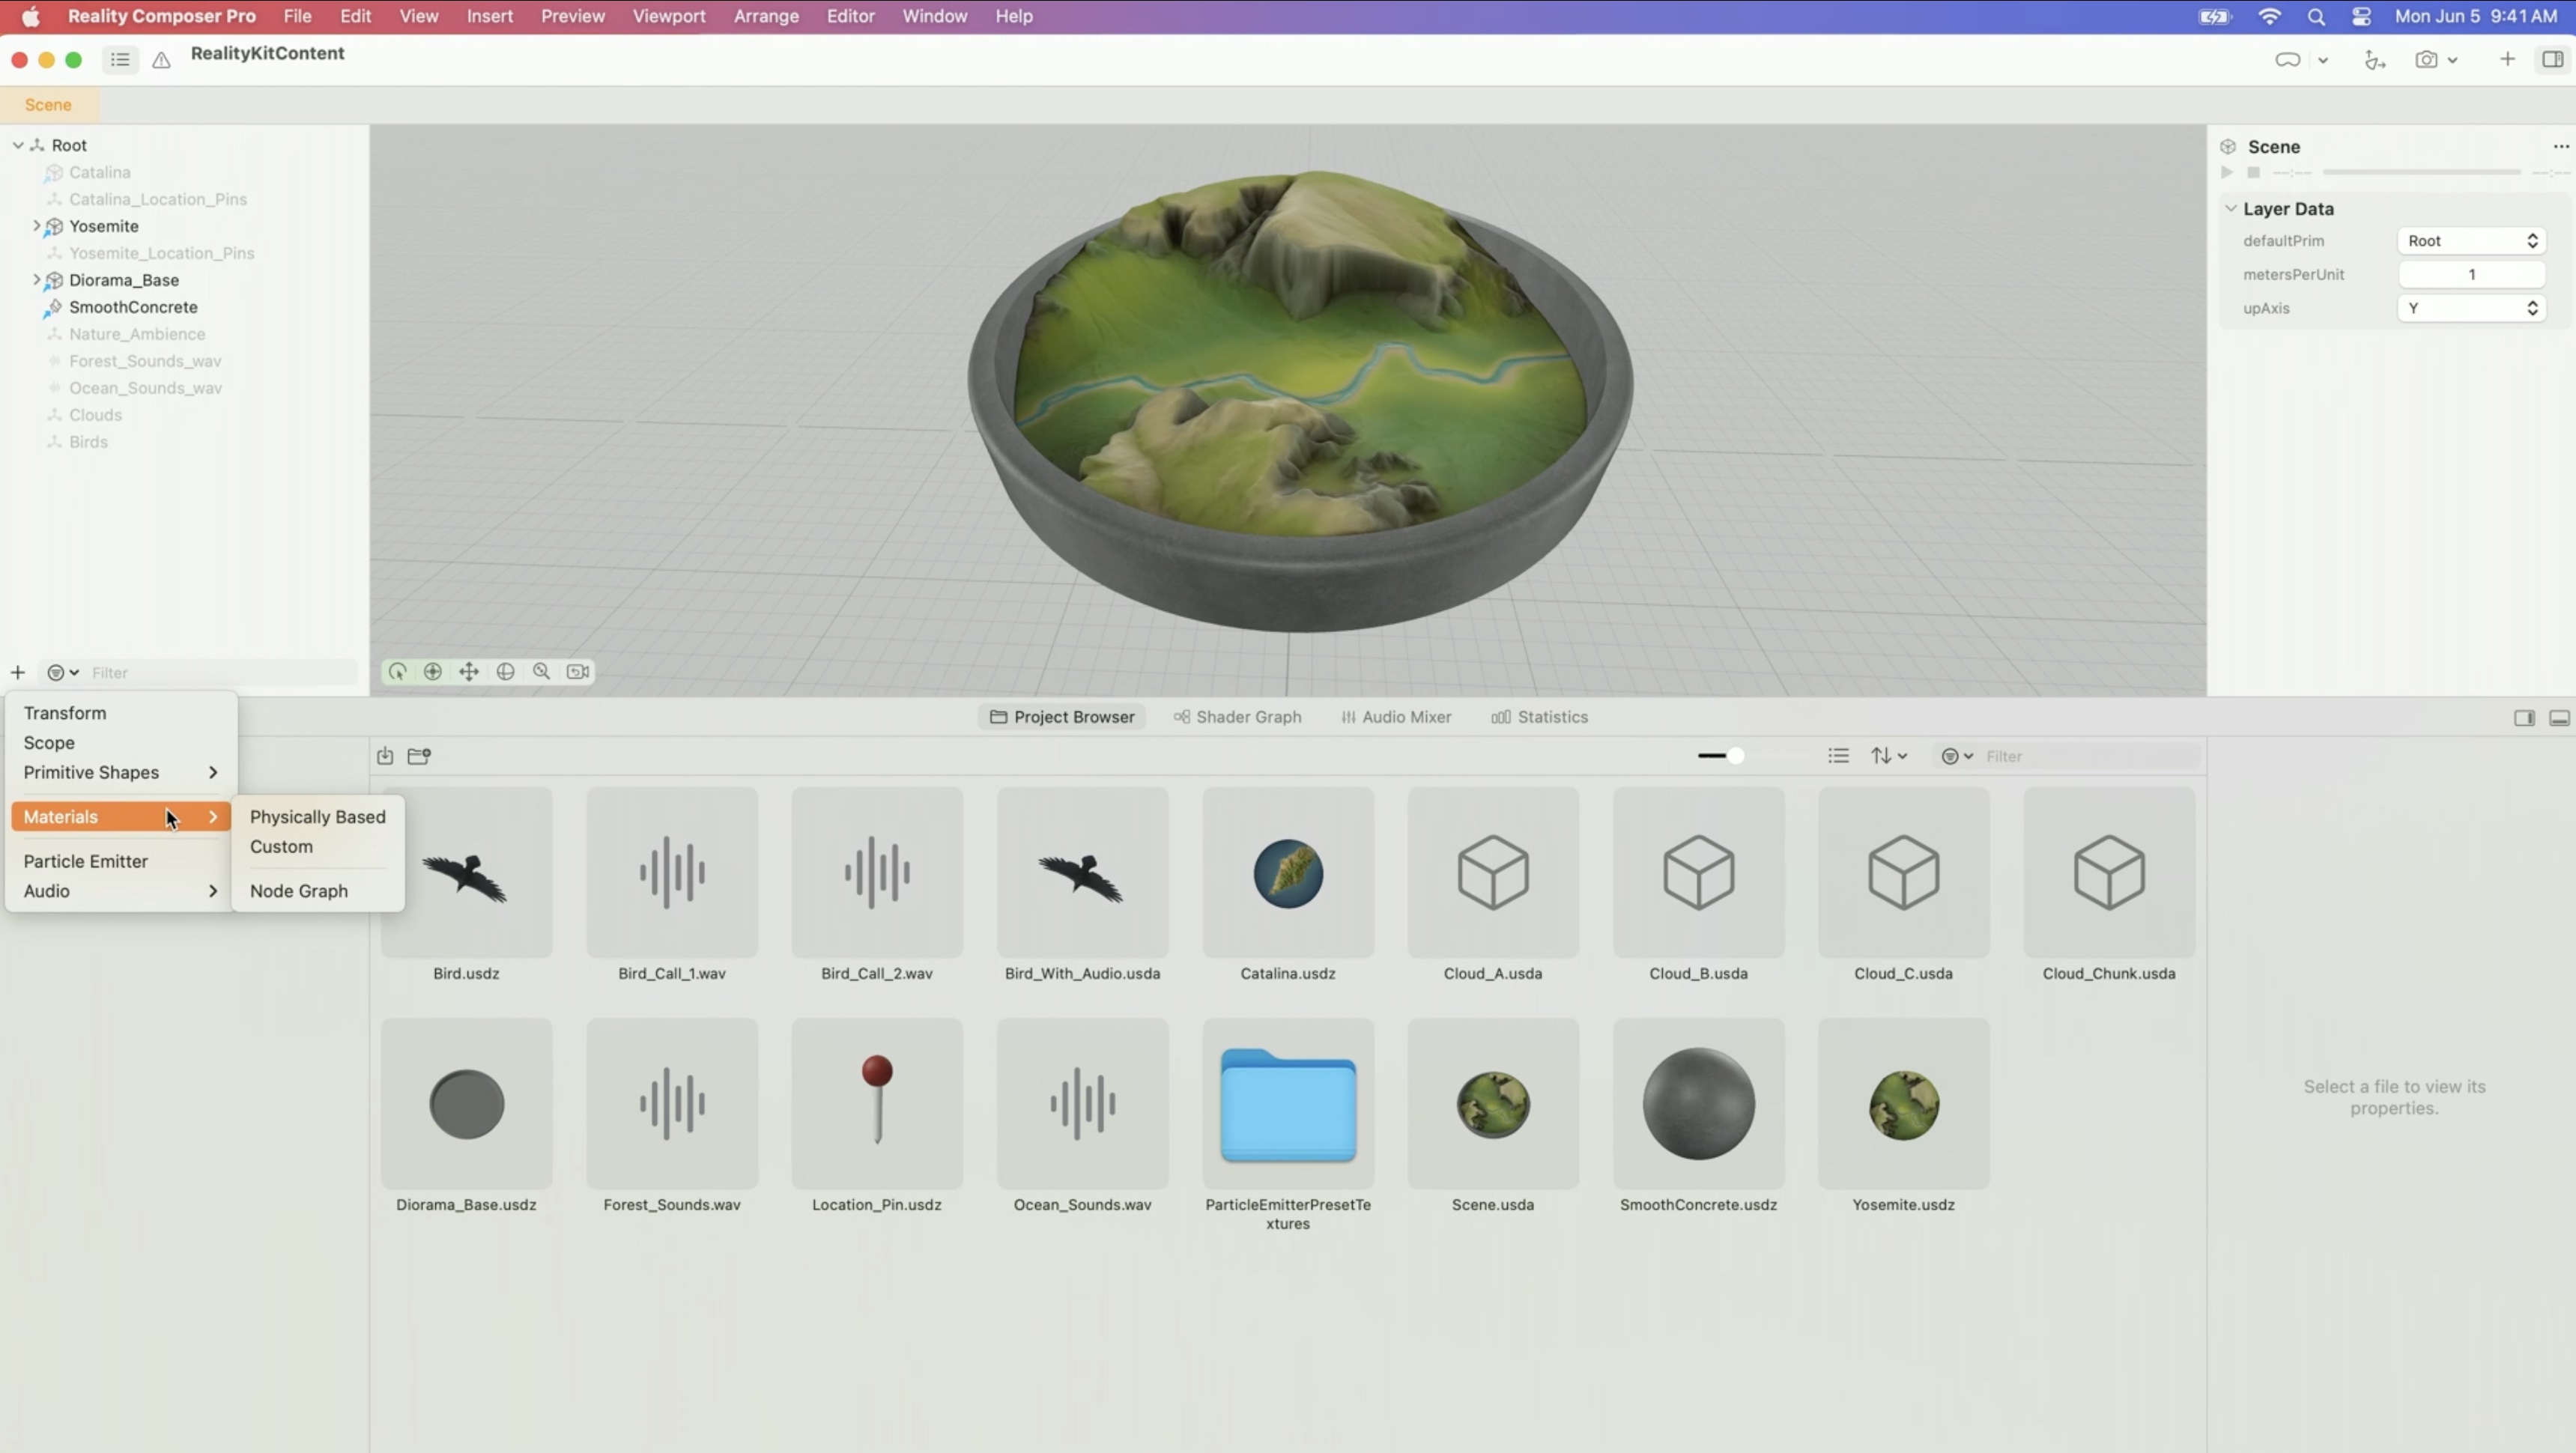 Reality Composer Pro File Edit View Insert Preview Viewport Arrange Editor Window Help Mon Jun 5 9:41 AM
RealityKitContent
Scene
Root
Catalina
Catalina_Location_Pins
Yosemite
Yosemite_Location_Pins
Diorama_Base
SmoothConcrete
Nature_Ambience
Forest_Sounds_wav
Ocean_Sounds_wav
Clouds
Birds
Filter
Scene
--:-- --:--
Layer Data
defaultPrim Root
metersPerUnit 1
upAxis Y
Transform
Scope
Primitive Shapes
Materials
Particle Emitter
Audio
Physically Based
Custom
Node Graph
Project Browser Shader Graph Audio Mixer Statistics
Filter
Bird.usdz Bird_Call_1.wav Bird_Call_2.wav Bird_With_Audio.usda Catalina.usdz Cloud_A.usda Cloud_B.usda Cloud_C.usda Cloud_Chunk.usda
Diorama_Base.usdz Forest_Sounds.wav Location_Pin.usdz Ocean_Sounds.wav ParticleEmitterPresetTe Scene.usda SmoothConcrete.usdz Yosemite.usdz
xtures
Select a file to view its
properties.